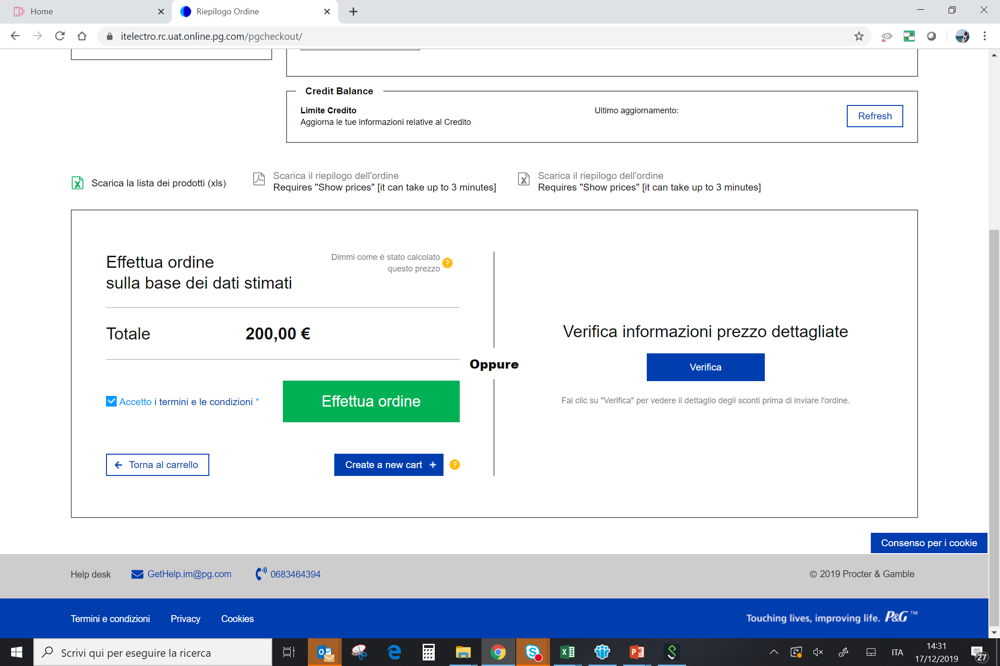 Home
Riepilogo Ordine
itelectro.rc.uat.online.pg.com/pgcheckout/
Credit Balance
Limite Credito
Aggiorna le tue informazioni relative al Credito
Ultimo aggiornamento:
Refresh
Scarica la lista dei prodotti (xls)
Scarica il riepilogo dell'ordine
Requires "Show prices" [it can take up to 3 minutes]
Scarica il riepilogo dell'ordine
Requires "Show prices" [it can take up to 3 minutes]
Effettua ordine
sulla base dei dati stimati
Dimmi come è stato calcolato
questo prezzo
?
Totale 200,00 €
Accetto i termini e le condizioni *
Effettua ordine
Torna al carrello
Create a new cart +
?
Oppure
Verifica informazioni prezzo dettagliate
Verifica
Fai clic su "Verifica" per vedere il dettaglio degli sconti prima di inviare l'ordine.
Consenso per i cookie
Help desk
GetHelp.im@pg.com
0683464394
© 2019 Procter & Gamble
Termini e condizioni
Privacy
Cookies
Touching lives, improving life. P&G™
Scrivi qui per eseguire la ricerca
ITA
14:31
17/12/2019
27